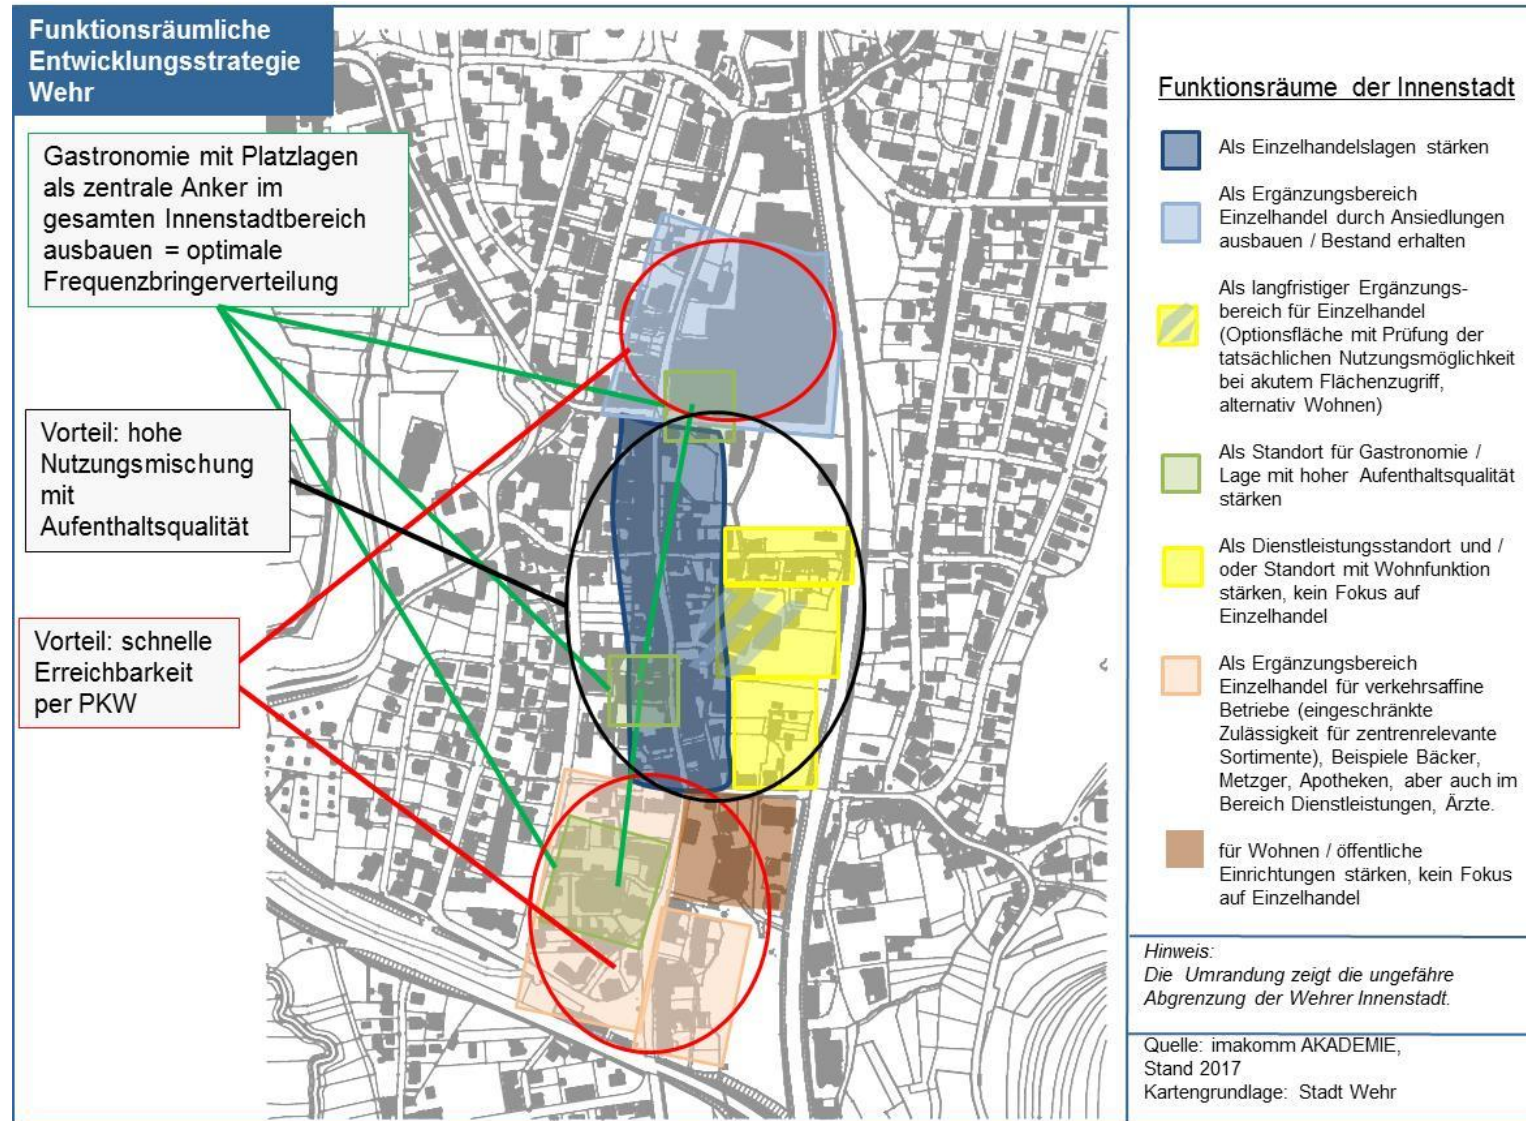 Funktionsräumliche
Entwicklungsstrategie
Wehr
Gastronomie mit Platzlagen
als zentrale Anker im
gesamten Innenstadtbereich
ausbauen = optimale
Frequenzbringerverteilung
Vorteil: hohe
Nutzungsmischung
mit
Aufenthaltsqualität
Vorteil: schnelle
Erreichbarkeit
per PKW
Funktionsräume der Innenstadt
Als Einzelhandelslagen stärken
Als Ergänzungsbereich
Einzelhandel durch Ansiedlungen
ausbauen / Bestand erhalten
Als langfristiger Ergänzungs-
bereich für Einzelhandel
(Optionsfläche mit Prüfung der
tatsächlichen Nutzungsmöglichkeit
bei akutem Flächenzugriff,
alternativ Wohnen)
Als Standort für Gastronomie /
Lage mit hoher Aufenthaltsqualität
stärken
Als Dienstleistungsstandort und /
oder Standort mit Wohnfunktion
stärken, kein Fokus auf
Einzelhandel
Als Ergänzungsbereich
Einzelhandel für verkehrsaffine
Betriebe (eingeschränkte
Zulässigkeit für zentrenrelevante
Sortimente), Beispiele Bäcker,
Metzger, Apotheken, aber auch im
Bereich Dienstleistungen, Ärzte.
für Wohnen / öffentliche
Einrichtungen stärken, kein Fokus
auf Einzelhandel
Hinweis:
Die Umrandung zeigt die ungefähre
Abgrenzung der Wehrer Innenstadt.
Quelle: imakomm AKADEMIE,
Stand 2017
Kartengrundlage: Stadt Wehr